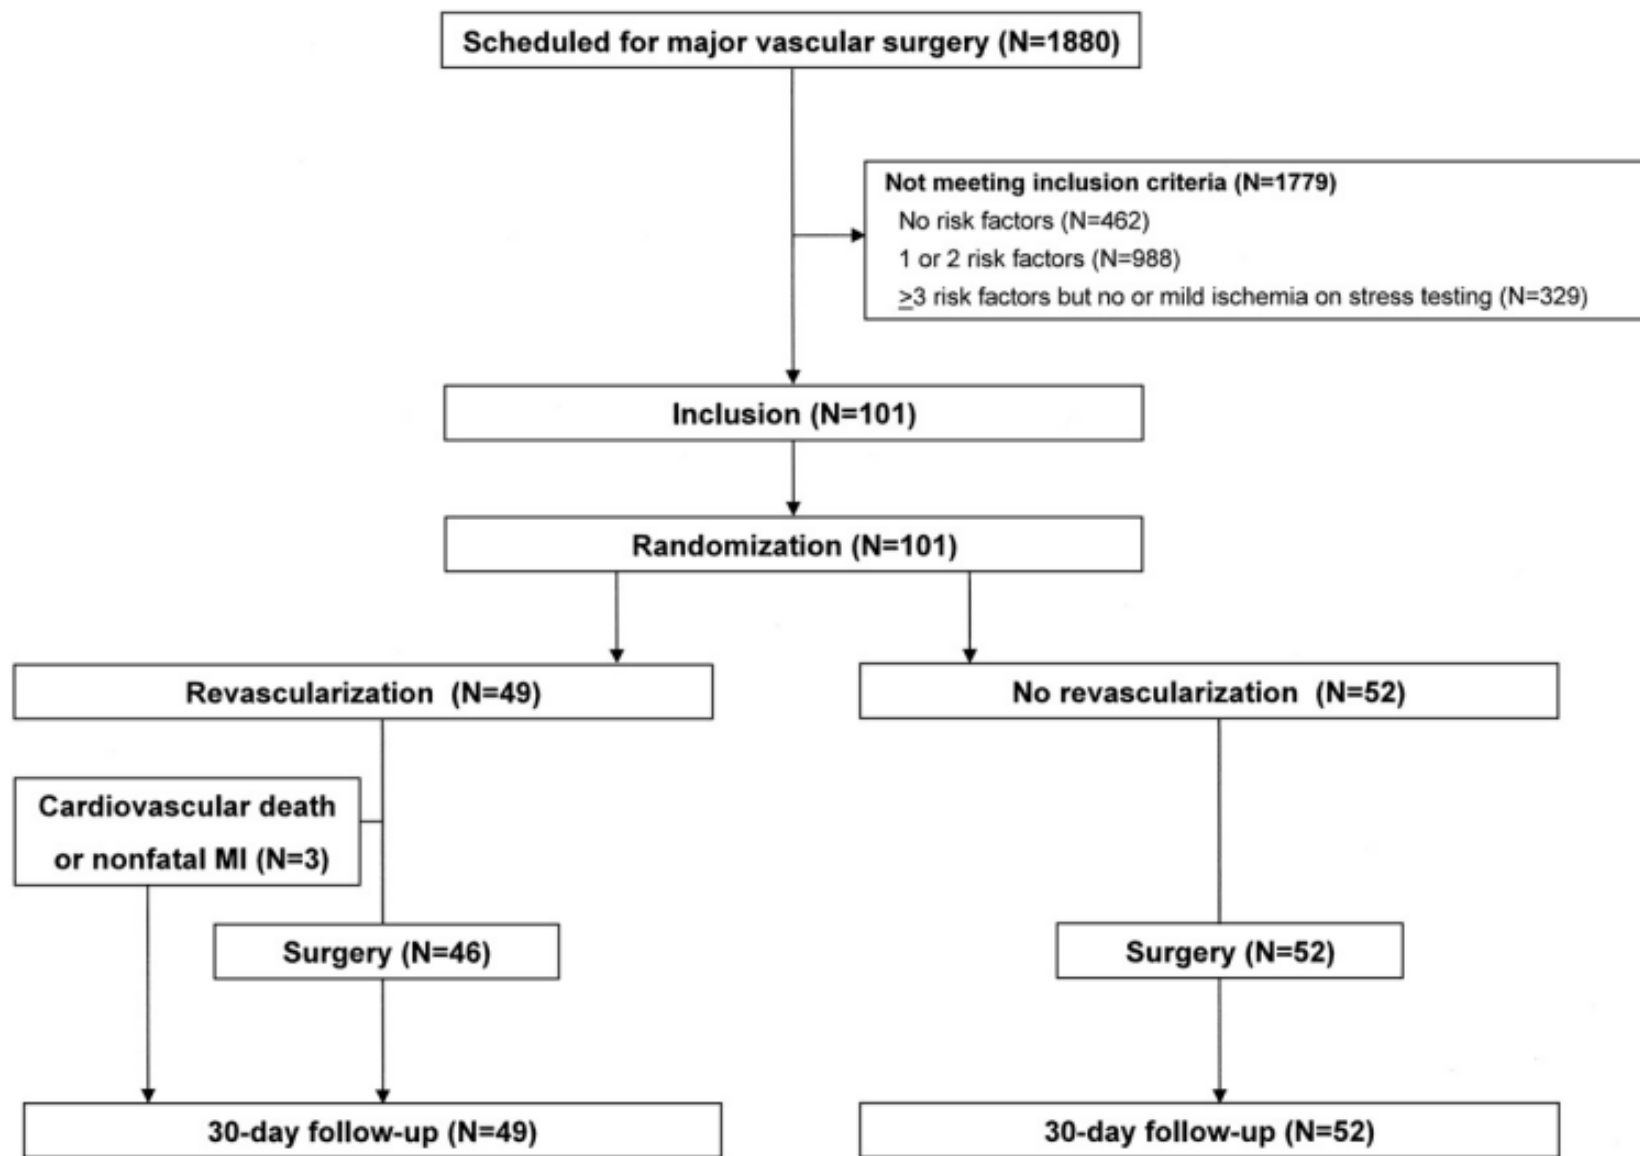 Scheduled for major vascular surgery (N=1880)
Not meeting inclusion criteria (N=1779)
No risk factors (N=462)
1 or 2 risk factors (N=988)
≥3 risk factors but no or mild ischemia on stress testing (N=329)
Inclusion (N=101)
Randomization (N=101)
Revascularization (N=49)
No revascularization (N=52)
Cardiovascular death
or nonfatal MI (N=3)
Surgery (N=46)
Surgery (N=52)
30-day follow-up (N=49)
30-day follow-up (N=52)